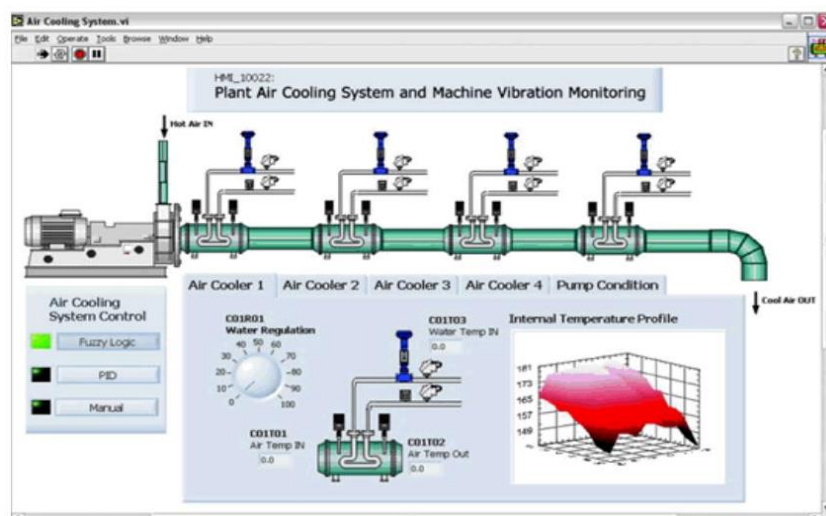 Air Cooling System.vi
File Edit Operate Tools Browse Window Help
HMI_10022:
Plant Air Cooling System and Machine Vibration Monitoring
Hot Air IN
Air Cooler 1 Air Cooler 2 Air Cooler 3 Air Cooler 4 Pump Condition
Cool Air OUT
Air Cooling
System Control
Fuzzy Logic
PID
Manual
C01R01
Water Regulation
0 10 20 30 40 50 60 70 80 90 100
C01T03
Water Temp IN
0.0
C01T01
Air Temp IN
0.0
C01T02
Air Temp Out
0.0
Internal Temperature Profile
181
173
165
157
149